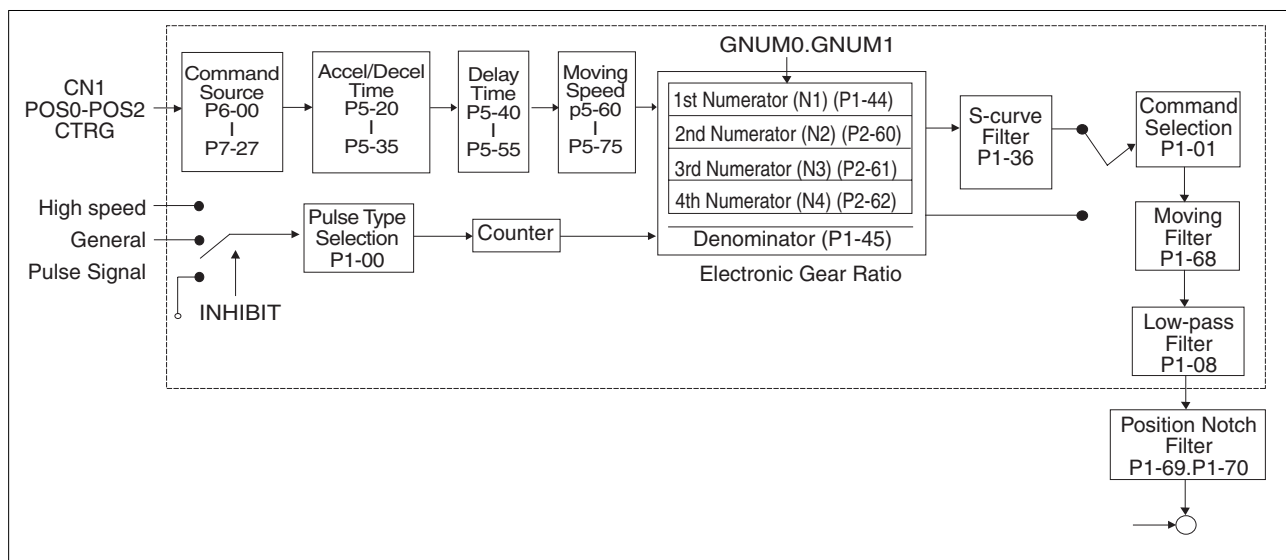 GNUM0.GNUM1
CN1
POS0-POS2
CTRG
Command
Source
P6-00
I
P7-27
Accel/Decel
Time
P5-20
I
P5-35
Delay
Time
P5-40
I
P5-55
Moving
Speed
p5-60
I
P5-75
1st Numerator (N1) (P1-44)
2nd Numerator (N2) (P2-60)
3rd Numerator (N3) (P2-61)
4th Numerator (N4) (P2-62)
Denominator (P1-45)
Electronic Gear Ratio
S-curve
Filter
P1-36
Command
Selection
P1-01
High speed
General
Pulse Signal
INHIBIT
Pulse Type
Selection
P1-00
Counter
Moving
Filter
P1-68
Low-pass
Filter
P1-08
Position Notch
Filter
P1-69.P1-70